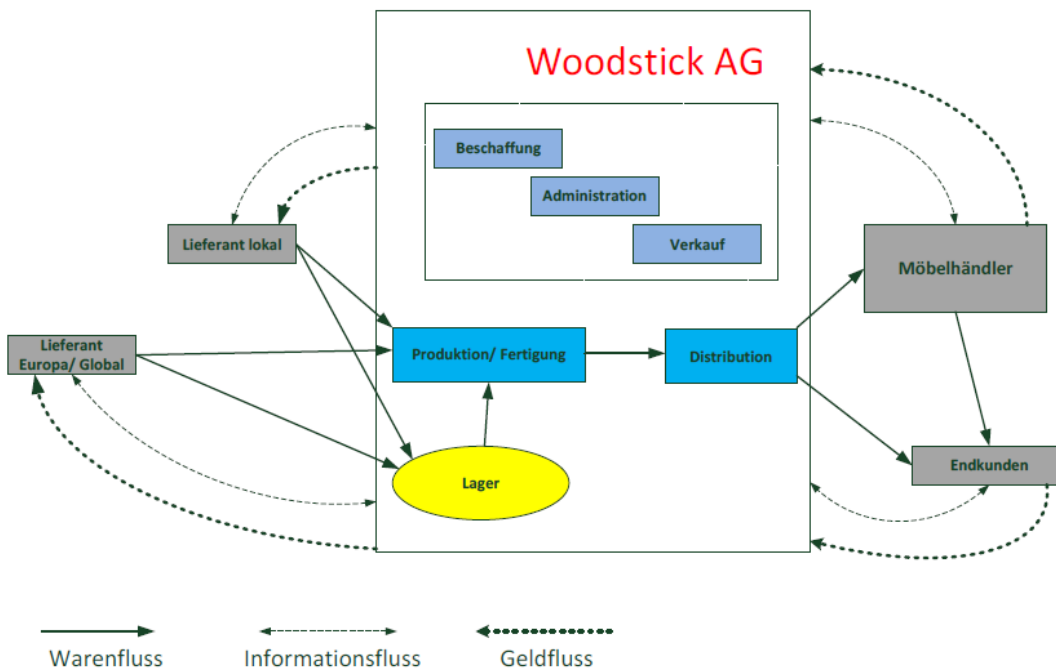 Woodstick AG
Beschaffung
Administration
Verkauf
Lieferant lokal
Möbelhändler
Lieferant
Europa/ Global
Produktion/ Fertigung
Distribution
Lager
Endkunden
Warenfluss
Informationsfluss
Geldfluss